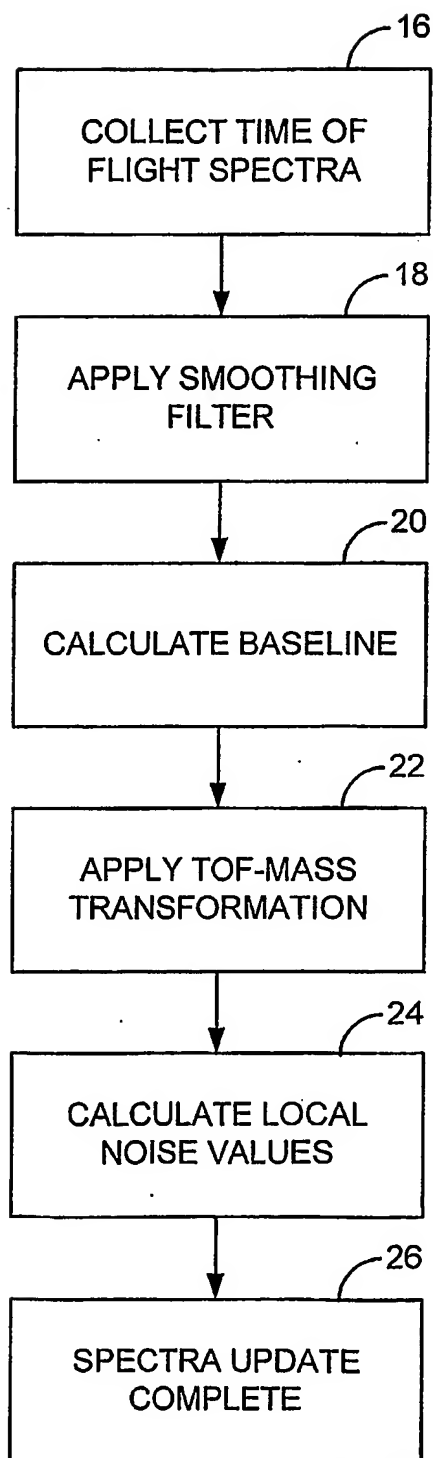 16
COLLECT TIME OF
FLIGHT SPECTRA
18
APPLY SMOOTHING
FILTER
20
CALCULATE BASELINE
22
APPLY TOF-MASS
TRANSFORMATION
24
CALCULATE LOCAL
NOISE VALUES
26
SPECTRA UPDATE
COMPLETE